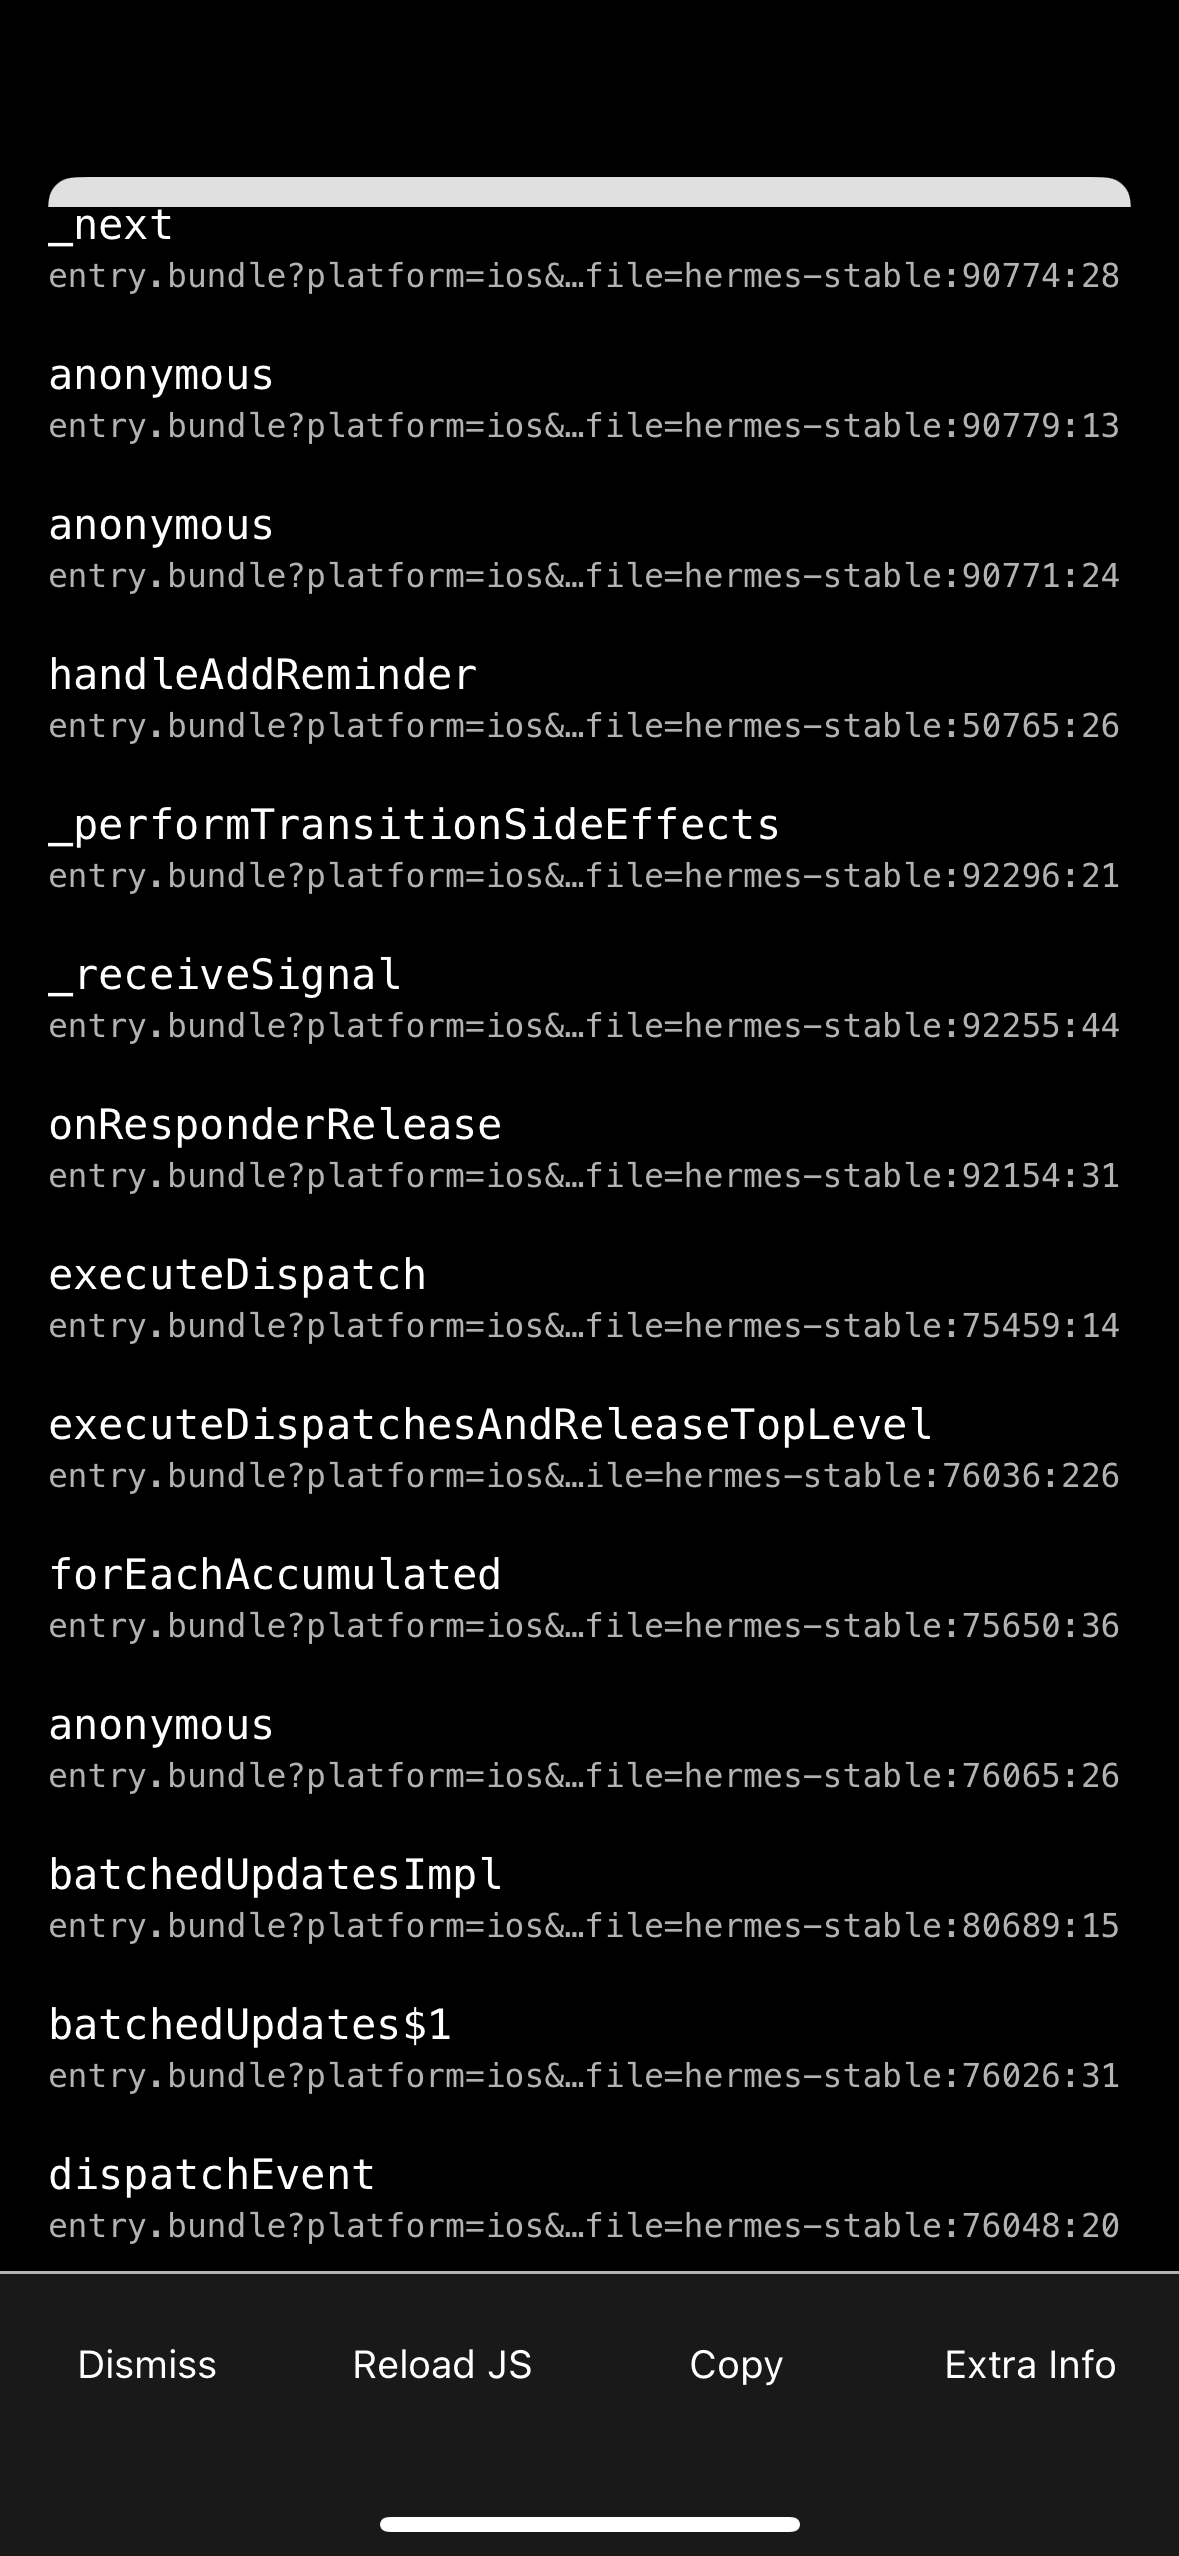 _next
entry.bundle?platform=ios&…file=hermes-stable:90774:28
anonymous
entry.bundle?platform=ios&…file=hermes-stable:90779:13
anonymous
entry.bundle?platform=ios&…file=hermes-stable:90771:24
handleAddReminder
entry.bundle?platform=ios&…file=hermes-stable:50765:26
_performTransitionSideEffects
entry.bundle?platform=ios&…file=hermes-stable:92296:21
_receiveSignal
entry.bundle?platform=ios&…file=hermes-stable:92255:44
onResponderRelease
entry.bundle?platform=ios&…file=hermes-stable:92154:31
executeDispatch
entry.bundle?platform=ios&…file=hermes-stable:75459:14
executeDispatchesAndReleaseTopLevel
entry.bundle?platform=ios&…ile=hermes-stable:76036:226
forEachAccumulated
entry.bundle?platform=ios&…file=hermes-stable:75650:36
anonymous
entry.bundle?platform=ios&…file=hermes-stable:76065:26
batchedUpdatesImpl
entry.bundle?platform=ios&…file=hermes-stable:80689:15
batchedUpdates$1
entry.bundle?platform=ios&…file=hermes-stable:76026:31
dispatchEvent
entry.bundle?platform=ios&…file=hermes-stable:76048:20
Dismiss Reload JS Copy Extra Info